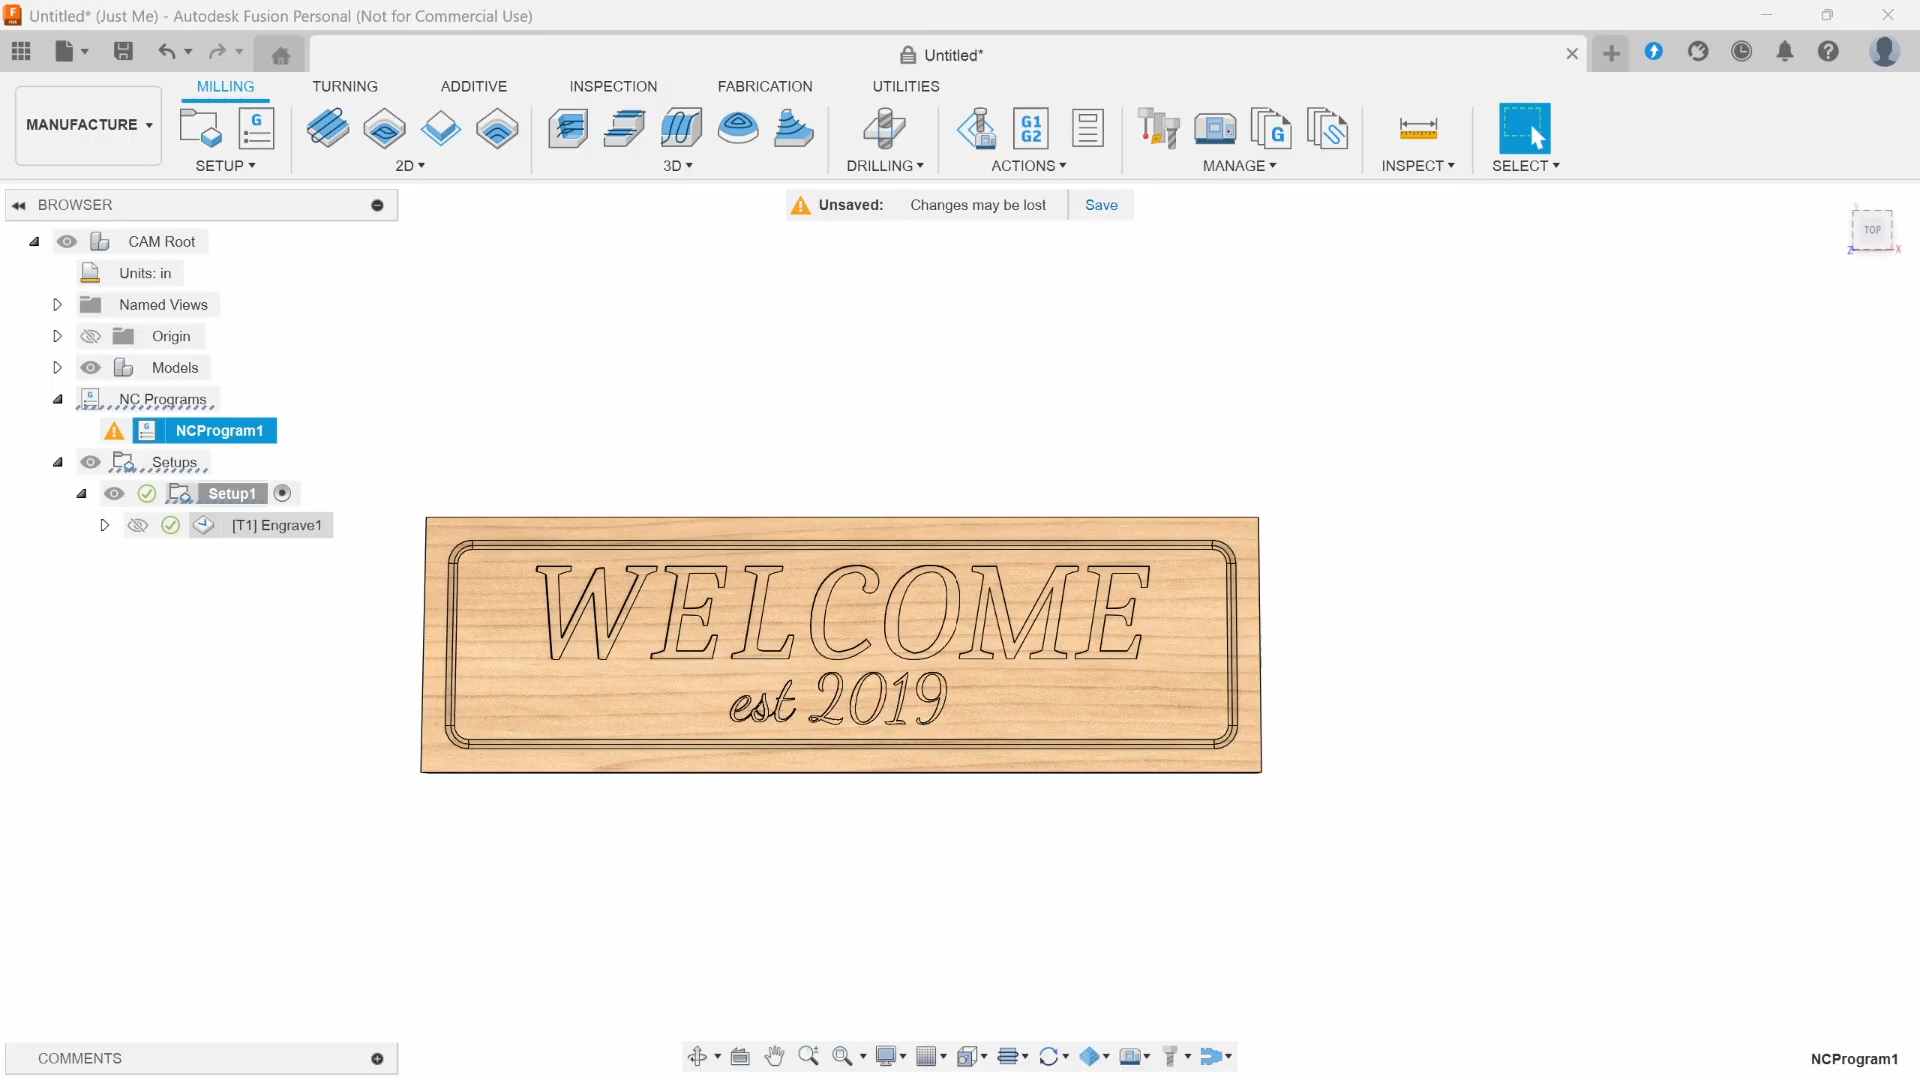 Untitled* (Just Me) - Autodesk Fusion Personal (Not for Commercial Use)
Untitled*
MILLING TURNING ADDITIVE INSPECTION FABRICATION UTILITIES
MANUFACTURE
G G1 G2 G
SETUP 2D 3D DRILLING ACTIONS MANAGE INSPECT SELECT
BROWSER
Unsaved: Changes may be lost Save
CAM Root
Units: in
Named Views
Origin
Models
NC Programs
NCProgram1
Setups
Setup1
[T1] Engrave1
TOP
X
Z
WELCOME
est 2019
COMMENTS
NCProgram1